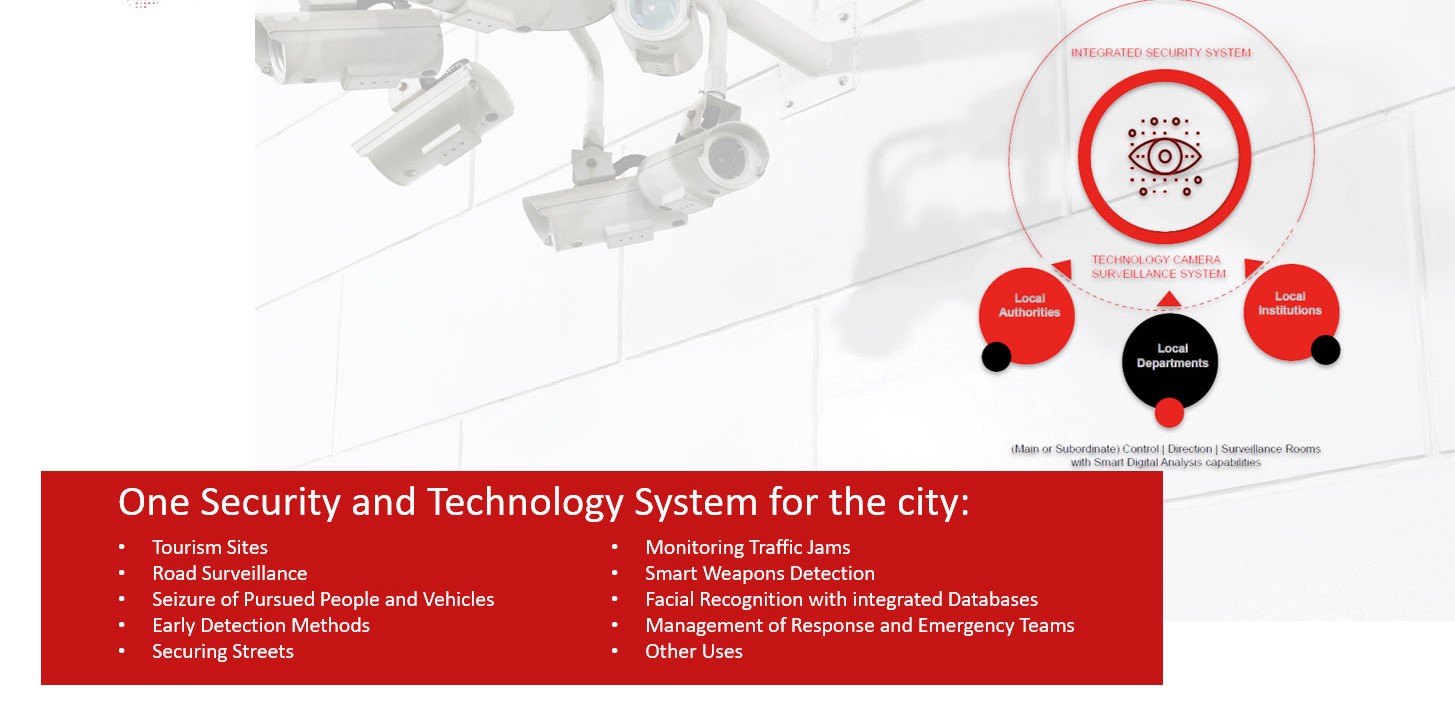 INTEGRATED SECURITY SYSTEM
TECHNOLOGY CAMERA
SURVEILLANCE SYSTEM
Local
Authorities
Local
Departments
Local
Institutions
(Main or Subordinate) Control | Direction | Surveillance Rooms
with Smart Digital Analysis capabilities
One Security and Technology System for the city:
• Tourism Sites
• Road Surveillance
• Seizure of Pursued People and Vehicles
• Early Detection Methods
• Securing Streets
• Monitoring Traffic Jams
• Smart Weapons Detection
• Facial Recognition with integrated Databases
• Management of Response and Emergency Teams
• Other Uses